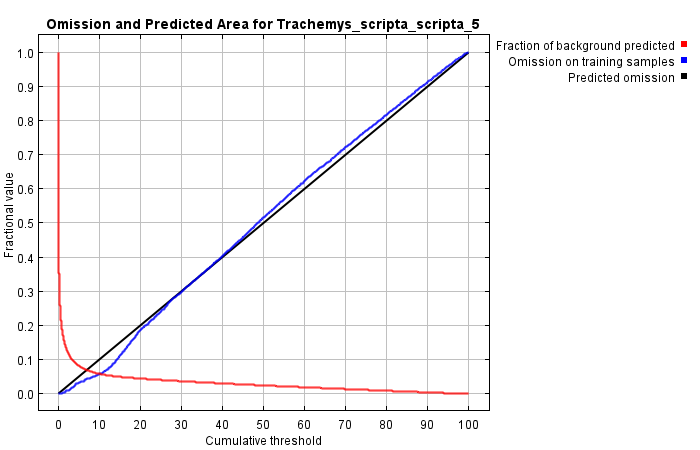 Omission and Predicted Area for Trachemys_scripta_scripta_5
Fraction of background predicted
Omission on training samples
Predicted omission
Fractional value
1.0
0.9
0.8
0.7
0.6
0.5
0.4
0.3
0.2
0.1
0.0
0 10 20 30 40 50 60 70 80 90 100
Cumulative threshold